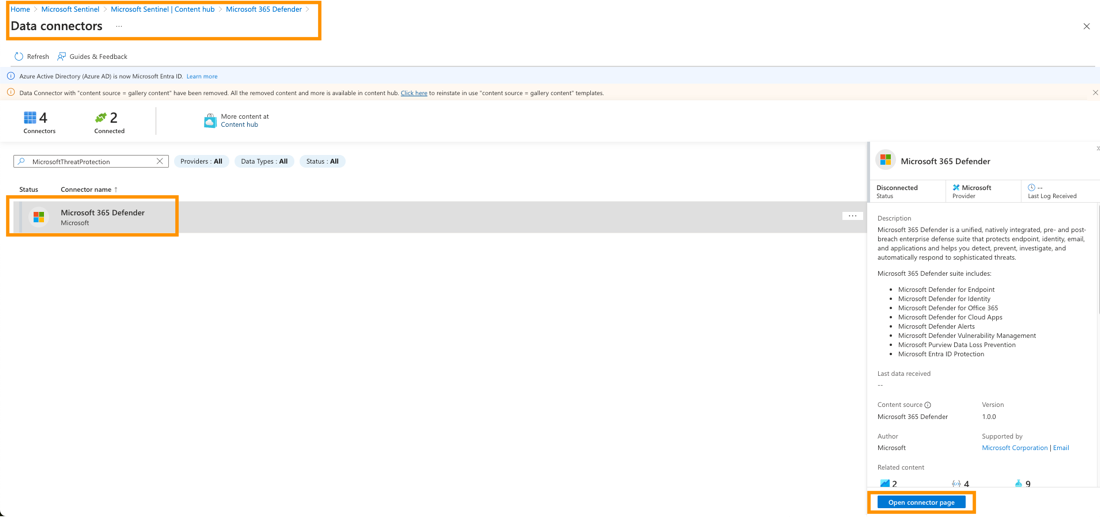 Home > Microsoft Sentinel > Microsoft Sentinel | Content hub > Microsoft 365 Defender >
Data connectors ...
Refresh Guides & Feedback
Azure Active Directory (Azure AD) is now Microsoft Entra ID. Learn more
Data Connector with "content source = gallery content" have been removed. All the removed content and more is available in content hub. Click here to reinstate in use "content source = gallery content" templates.
4
Connectors
2
Connected
More content at
Content hub
MicrosoftThreatProtection
Providers : All
Data Types : All
Status : All
Status Connector name ↑
Microsoft 365 Defender
Microsoft
...
Microsoft 365 Defender
Disconnected
Status
Microsoft
Provider
--
Last Log Received
Description
Microsoft 365 Defender is a unified, natively integrated, pre- and post-
breach enterprise defense suite that protects endpoint, identity, email,
and applications and helps you detect, prevent, investigate, and
automatically respond to sophisticated threats.
Microsoft 365 Defender suite includes:
• Microsoft Defender for Endpoint
• Microsoft Defender for Identity
• Microsoft Defender for Office 365
• Microsoft Defender for Cloud Apps
• Microsoft Defender Alerts
• Microsoft Defender Vulnerability Management
• Microsoft Purview Data Loss Prevention
• Microsoft Entra ID Protection
Last data received
--
Content source Version
Microsoft 365 Defender 1.0.0
Author Supported by
Microsoft Microsoft Corporation | Email
Related content
2 4 9
Open connector page